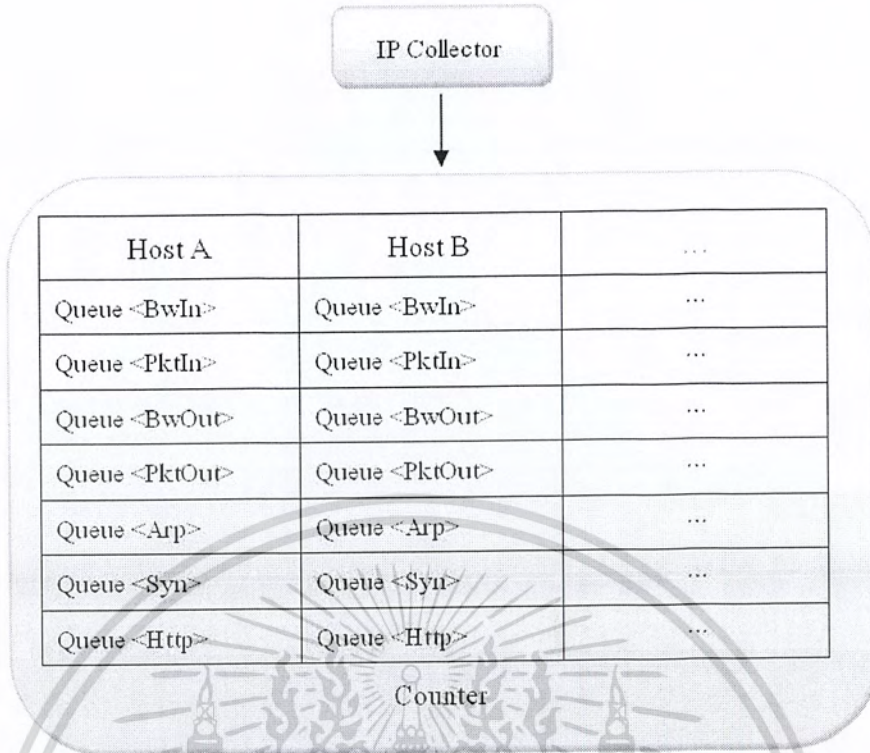 IP Collector
Host A Host B ...
Queue <BwIn> Queue <BwIn> ...
Queue <PktIn> Queue <PktIn> ...
Queue <BwOut> Queue <BwOut> ...
Queue <PktOut> Queue <PktOut> ...
Queue <Arp> Queue <Arp> ...
Queue <Syn> Queue <Syn> ...
Queue <Http> Queue <Http> ...
Counter